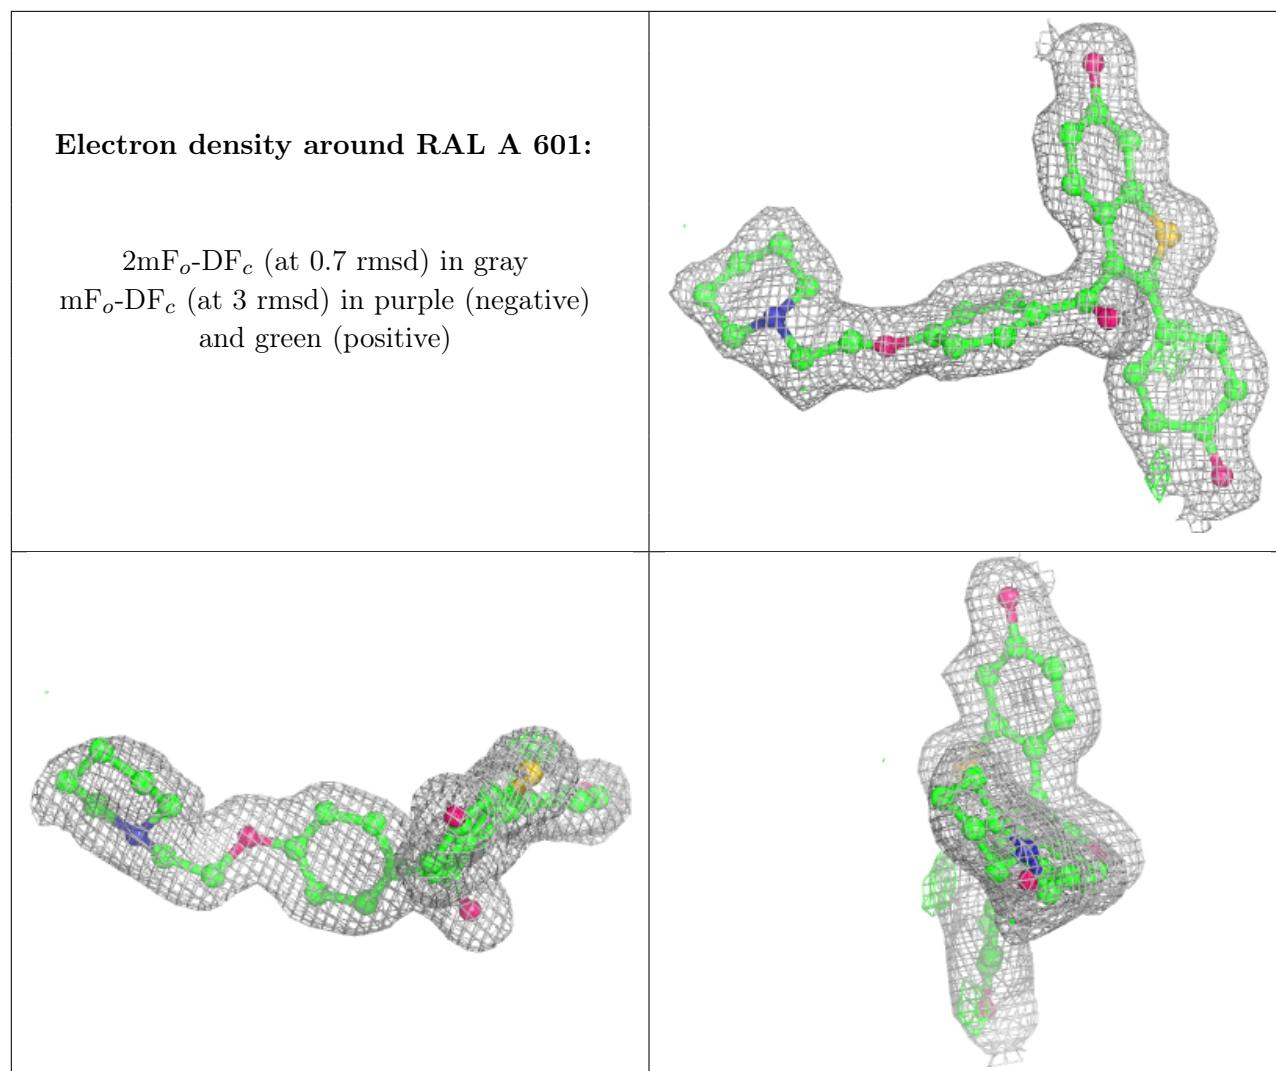 Electron density around RAL A 601:
2mFo-DFc (at 0.7 rmsd) in gray
mFo-DFc (at 3 rmsd) in purple (negative)
and green (positive)